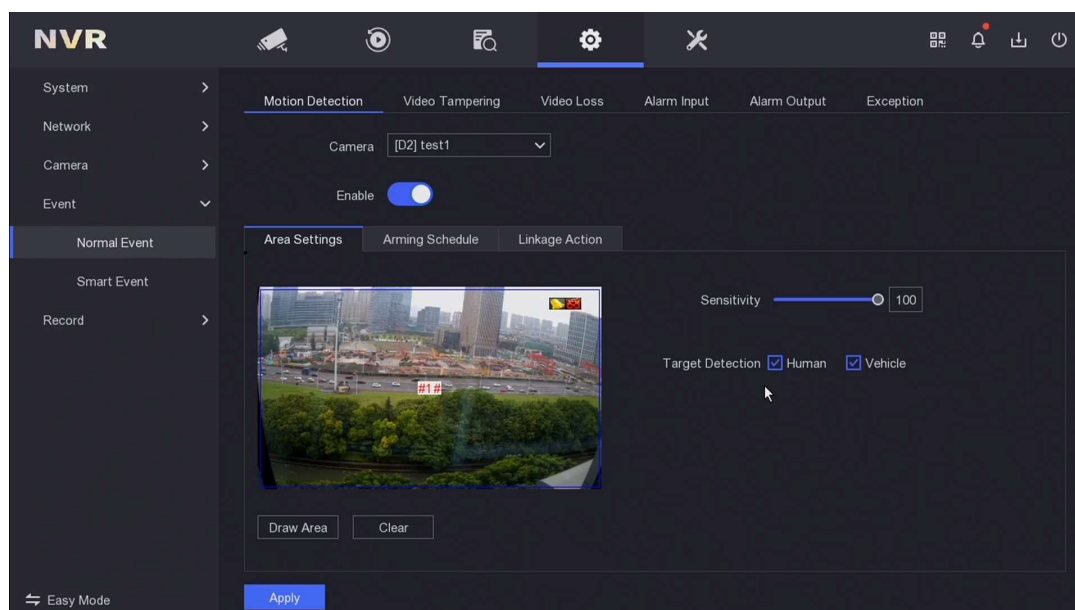 NVR
System
Network
Camera
Event
Normal Event
Smart Event
Record
Easy Mode
Motion Detection Video Tampering Video Loss Alarm Input Alarm Output Exception
Camera [D2] test1
Enable
Area Settings Arming Schedule Linkage Action
#1#
Sensitivity 100
Target Detection Human Vehicle
Draw Area Clear
Apply